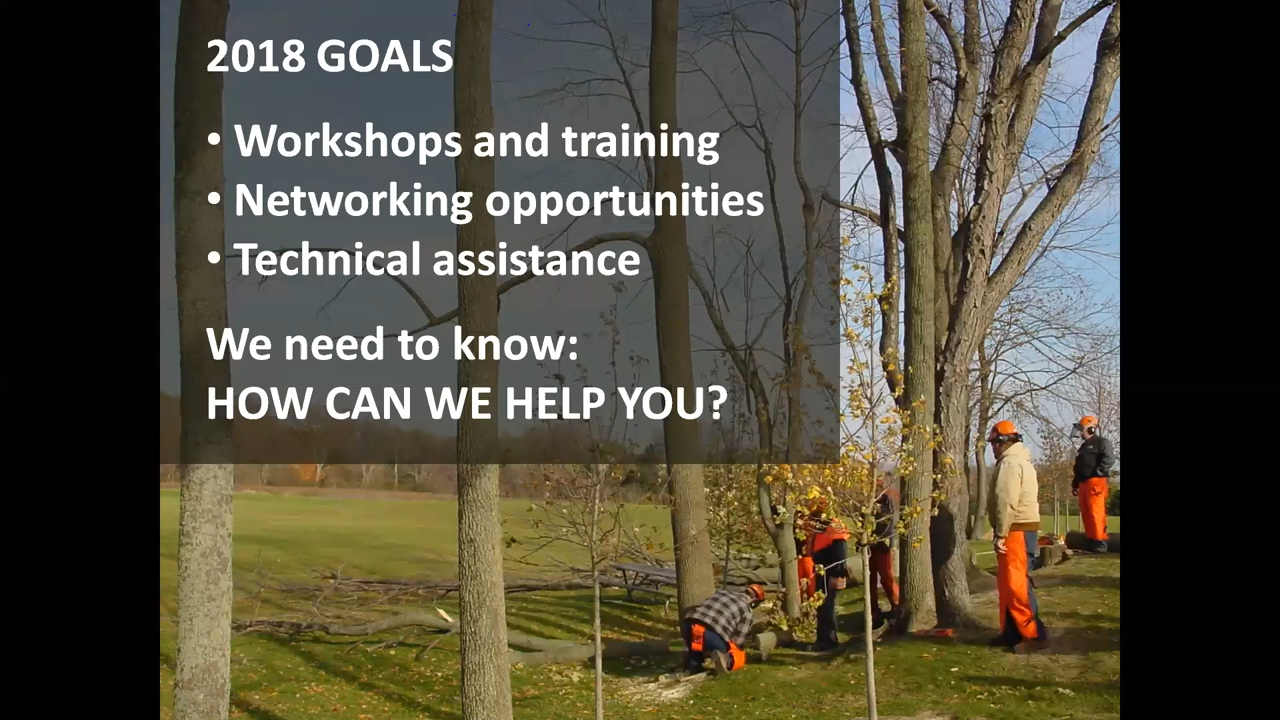 2018 GOALS
• Workshops and training
• Networking opportunities
• Technical assistance
We need to know:
HOW CAN WE HELP YOU?